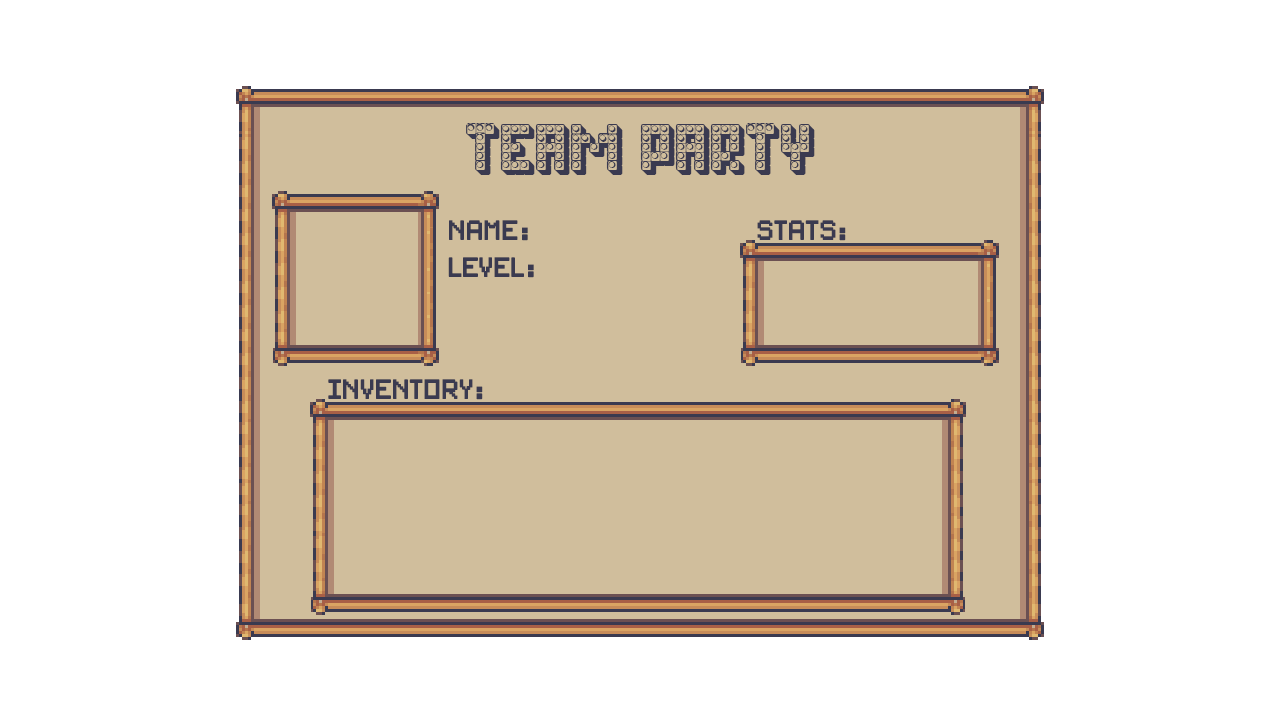 TEAM PARTY
NAME:
LEVEL:
STATS:
INVENTORY: